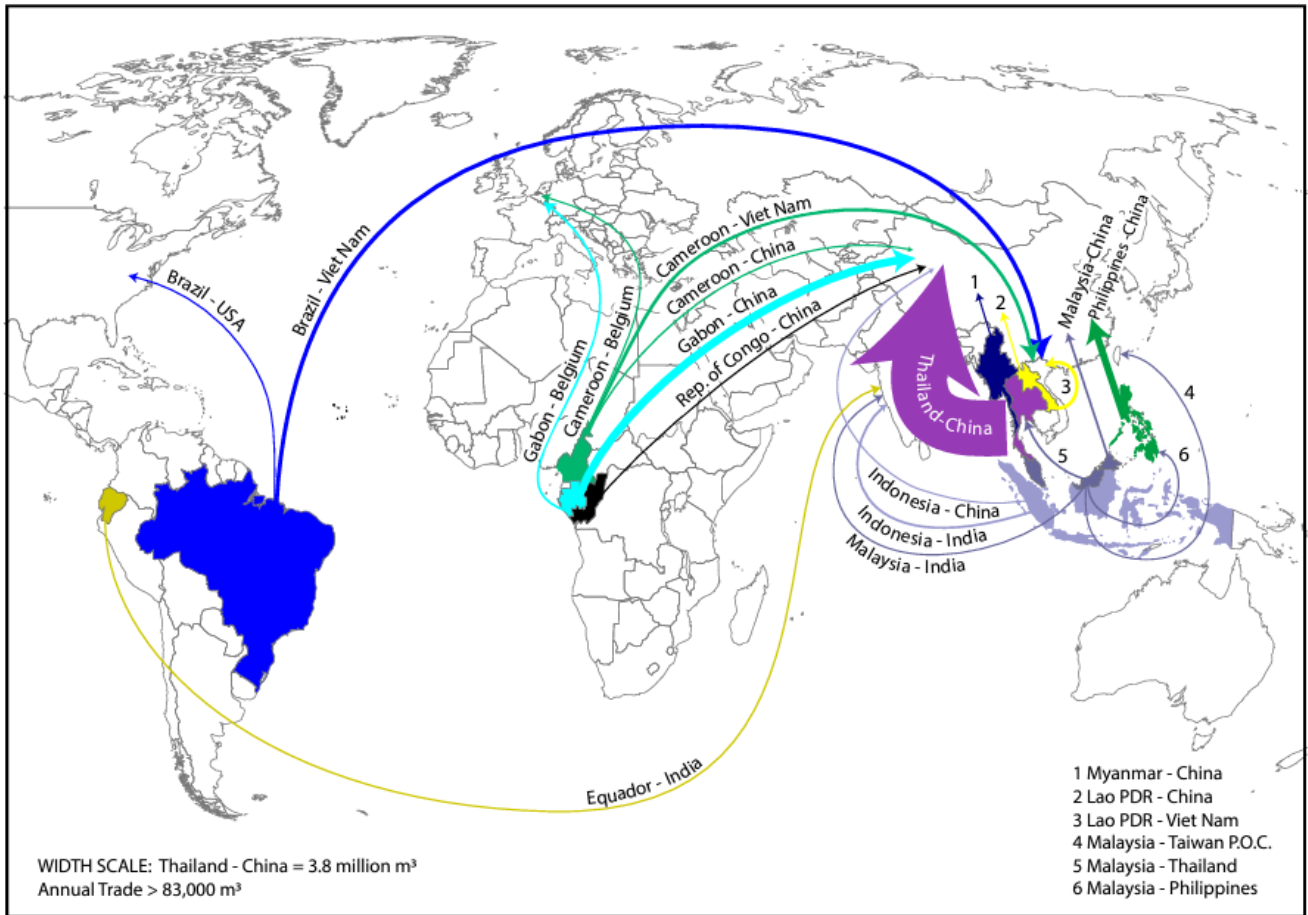 Brazil - USA
Brazil - Viet Nam
Gabon - Belgium
Cameroon - Belgium
Cameroon - Viet Nam
Cameroon - China
Gabon - China
Rep. of Congo - China
Thailand-China
1
2
3
4
5
6
Malaysia-China
Philippines -China
Indonesia - China
Indonesia - India
Malaysia - India
Equador - India
WIDTH SCALE: Thailand - China = 3.8 million m³
Annual Trade > 83,000 m³
1 Myanmar - China
2 Lao PDR - China
3 Lao PDR - Viet Nam
4 Malaysia - Taiwan P.O.C.
5 Malaysia - Thailand
6 Malaysia - Philippines